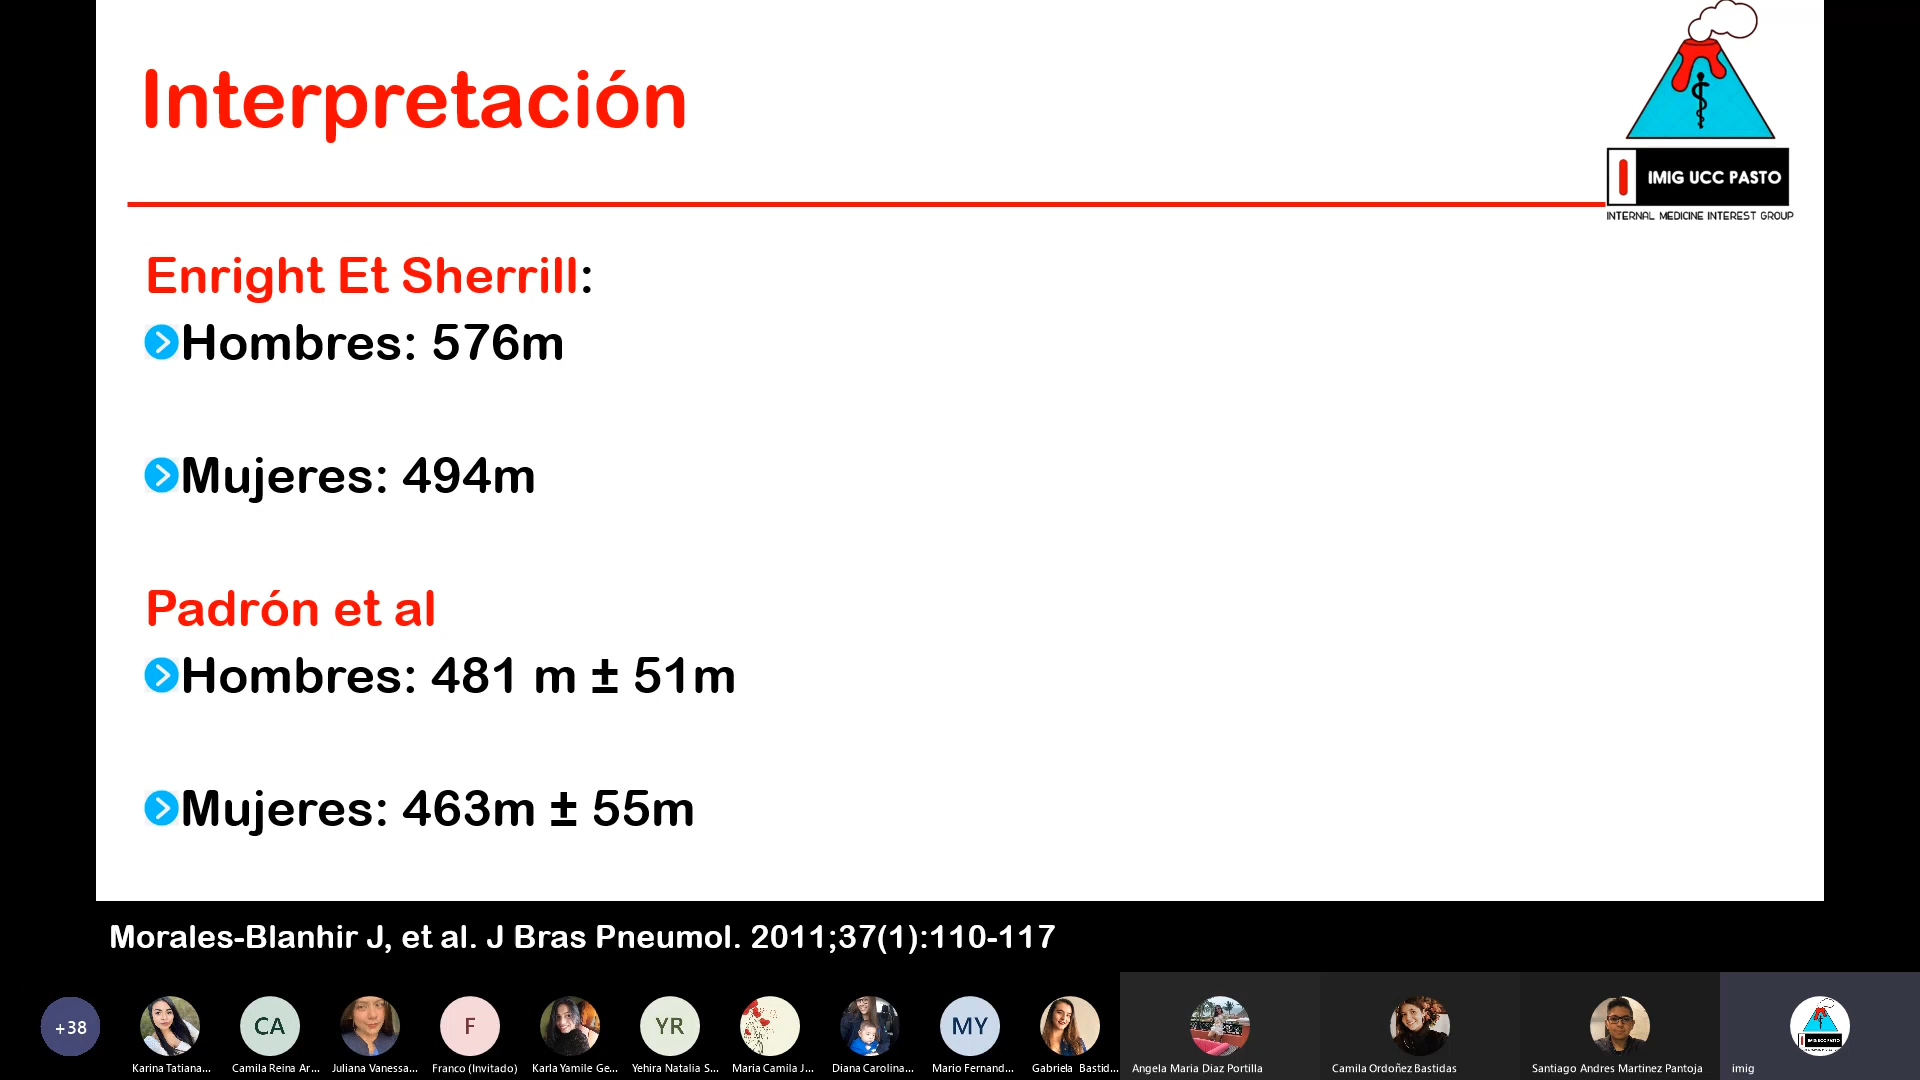 Interpretación
IMIG UCC PASTO
INTERNAL MEDICINE INTEREST GROUP
Enright Et Sherrill:
Hombres: 576m
Mujeres: 494m
Padrón et al
Hombres: 481 m ± 51m
Mujeres: 463m ± 55m
Morales-Blanhir J, et al. J Bras Pneumol. 2011;37(1):110-117
+38
CA
F
YR
MY
Karina Tatiana...
Camila Reina Ar...
Juliana Vanessa...
Franco (Invitado)
Karla Yamile Ge...
Yehira Natalia S...
Maria Camila J...
Diana Carolina...
Mario Fernand...
Gabriela Bastid...
Angela Maria Diaz Portilla
Camila Ordoñez Bastidas
Santiago Andres Martinez Pantoja
imig